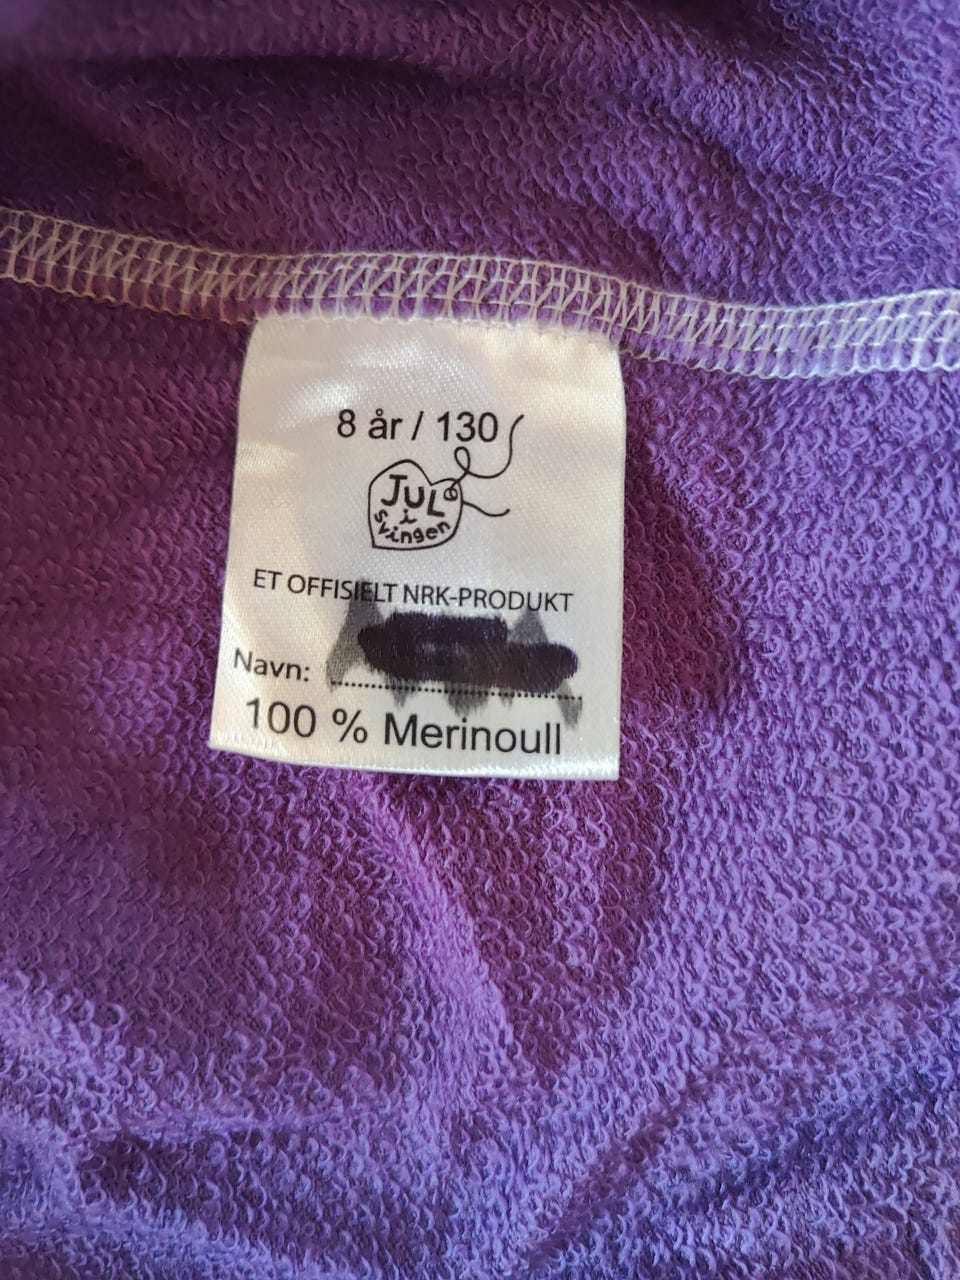 8 år / 130
JUL
i
svingen
ET OFFISIELT NRK-PRODUKT
Navn:
100 % Merinoull